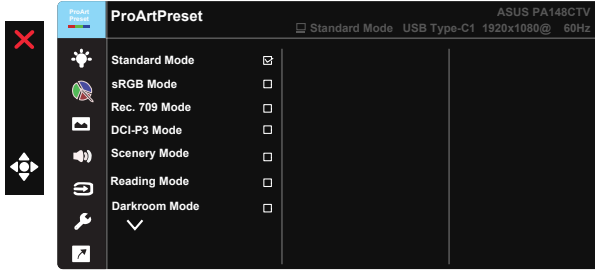 ProArt
Preset
ProArtPreset
ASUS PA148CTV
Standard Mode USB Type-C1 1920x1080@ 60Hz
Standard Mode
sRGB Mode
Rec. 709 Mode
DCI-P3 Mode
Scenery Mode
Reading Mode
Darkroom Mode